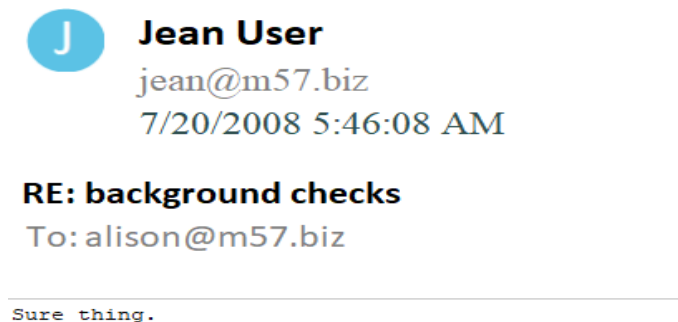 J
Jean User
jean@m57.biz
7/20/2008 5:46:08 AM
RE: background checks
To: alison@m57.biz
Sure thing.